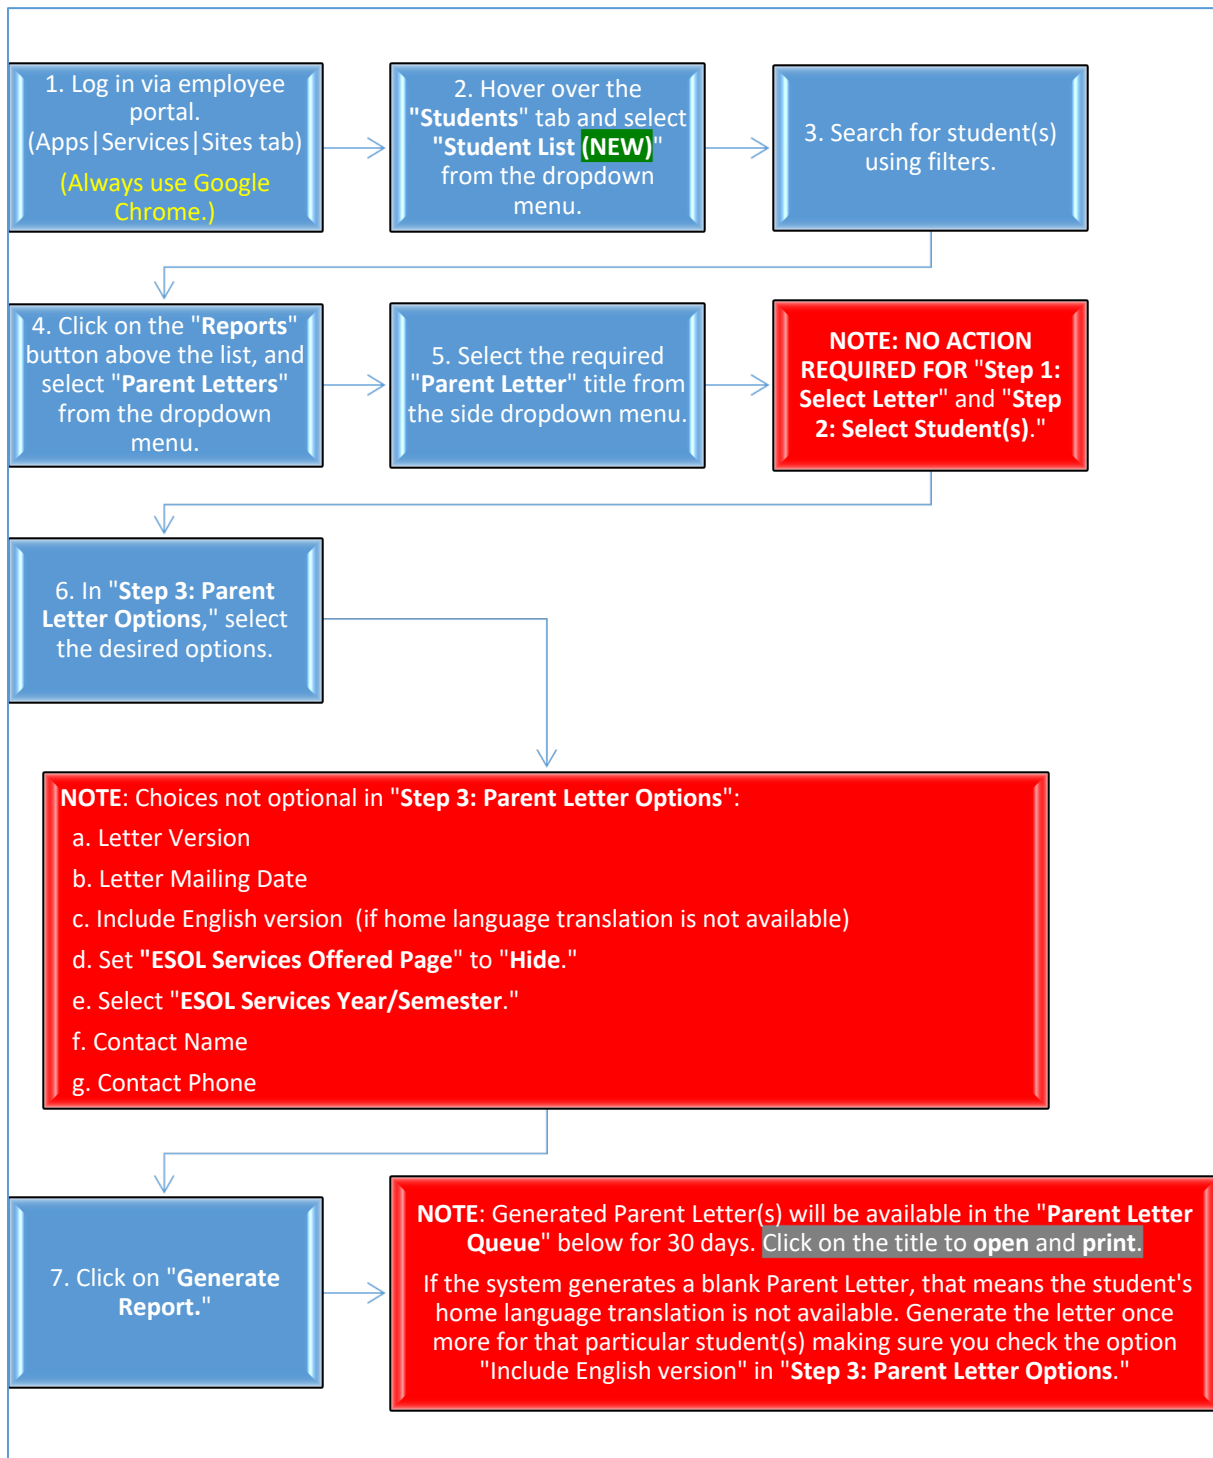 1. Log in via employee
portal.
(Apps|Services|Sites tab)
(Always use Google
Chrome.)
2. Hover over the
"Students" tab and select
"Student List (NEW)"
from the dropdown
menu.
3. Search for student(s)
using filters.
4. Click on the "Reports"
button above the list, and
select "Parent Letters"
from the dropdown
menu.
5. Select the required
"Parent Letter" title from
the side dropdown menu.
NOTE: NO ACTION
REQUIRED FOR "Step 1:
Select Letter" and "Step
2: Select Student(s)."
6. In "Step 3: Parent
Letter Options," select
the desired options.
NOTE: Choices not optional in "Step 3: Parent Letter Options":
a. Letter Version
b. Letter Mailing Date
c. Include English version  (if home language translation is not available)
d. Set "ESOL Services Offered Page" to "Hide."
e. Select "ESOL Services Year/Semester."
f. Contact Name
g. Contact Phone
7. Click on "Generate
Report."
NOTE: Generated Parent Letter(s) will be available in the "Parent Letter
Queue" below for 30 days. Click on the title to open and print.
If the system generates a blank Parent Letter, that means the student's
home language translation is not available. Generate the letter once
more for that particular student(s) making sure you check the option
"Include English version" in "Step 3: Parent Letter Options."